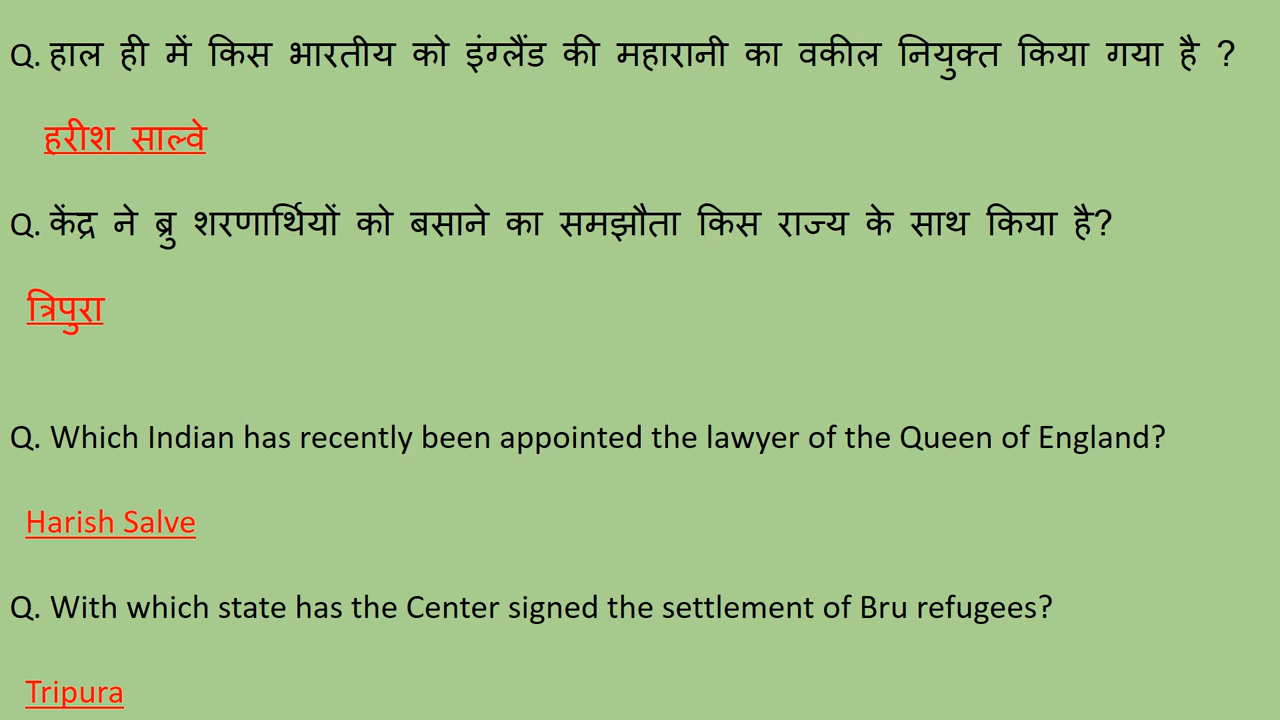 Q. हाल ही में किस भारतीय को इंग्लैंड की महारानी का वकील नियुक्त किया गया है ?
हरीश साल्वे
Q. केंद्र ने ब्रु शरणार्थियों को बसाने का समझौता किस राज्य के साथ किया है?
त्रिपुरा
Q. Which Indian has recently been appointed the lawyer of the Queen of England?
Harish Salve
Q. With which state has the Center signed the settlement of Bru refugees?
Tripura